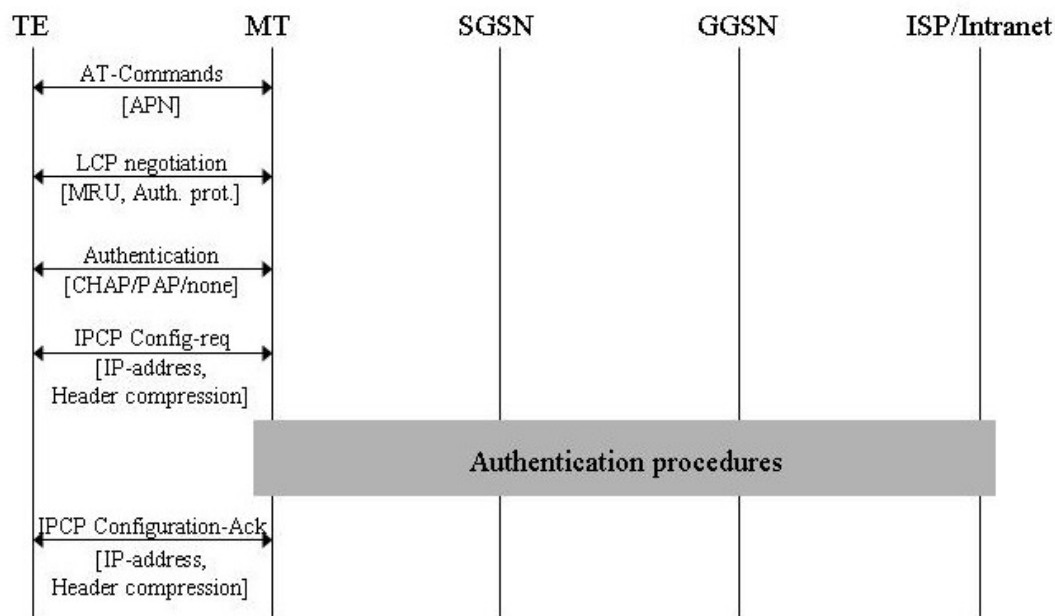 TE MT SGSN GGSN ISP/Intranet
AT-Commands
[APN]
LCP negotiation
[MRU, Auth. prot.]
Authentication
[CHAP/PAP/none]
IPCP Config-req
[IP-address,
Header compression]
Authentication procedures
IPCP Configuration-Ack
[IP-address,
Header compression]